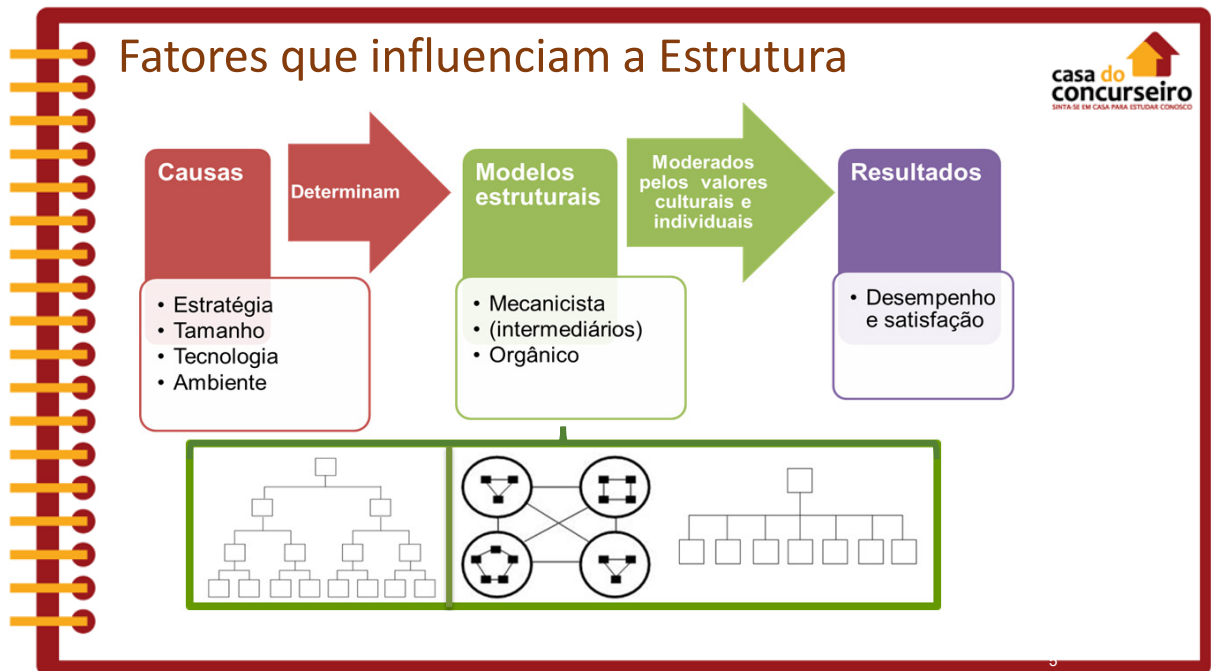 Fatores que influenciam a Estrutura
casa do
concurseiro
SINTA-SE EM CASA PARA ESTUDAR CONOSCO
Causas
Determinam
Modelos
estruturais
Moderados
pelos valores
culturais e
individuais
Resultados
• Estratégia
• Tamanho
• Tecnologia
• Ambiente
• Mecanicista
• (intermediários)
• Orgânico
• Desempenho
e satisfação
5